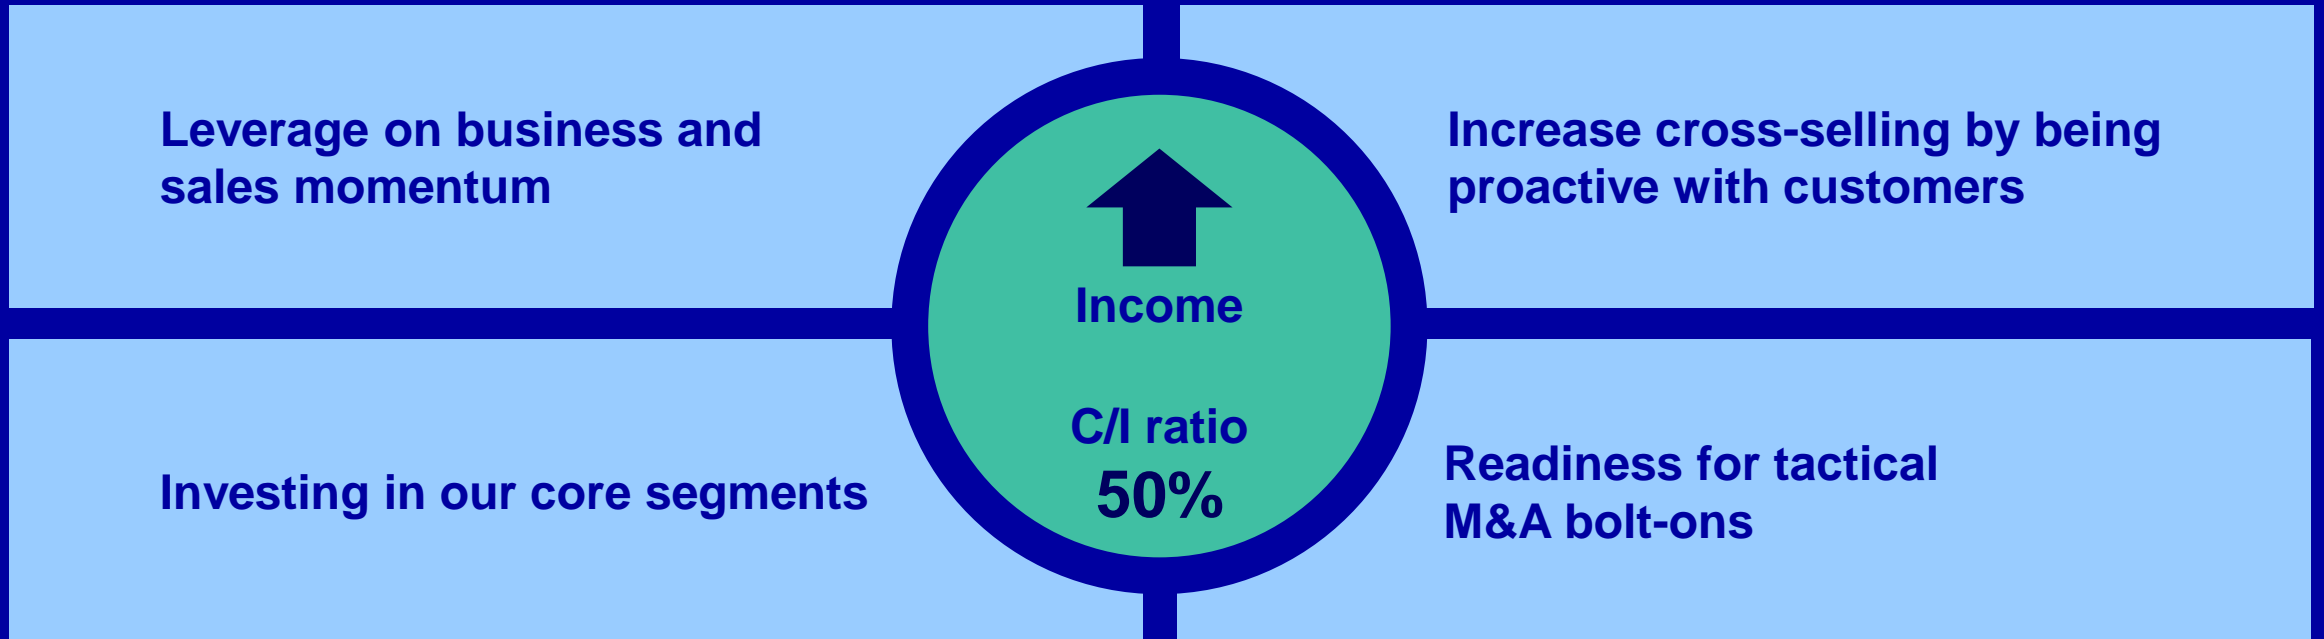 Leverage on business and
sales momentum
Increase cross-selling by being
proactive with customers
Income
C/I ratio
50%
Investing in our core segments
Readiness for tactical
M&A bolt-ons